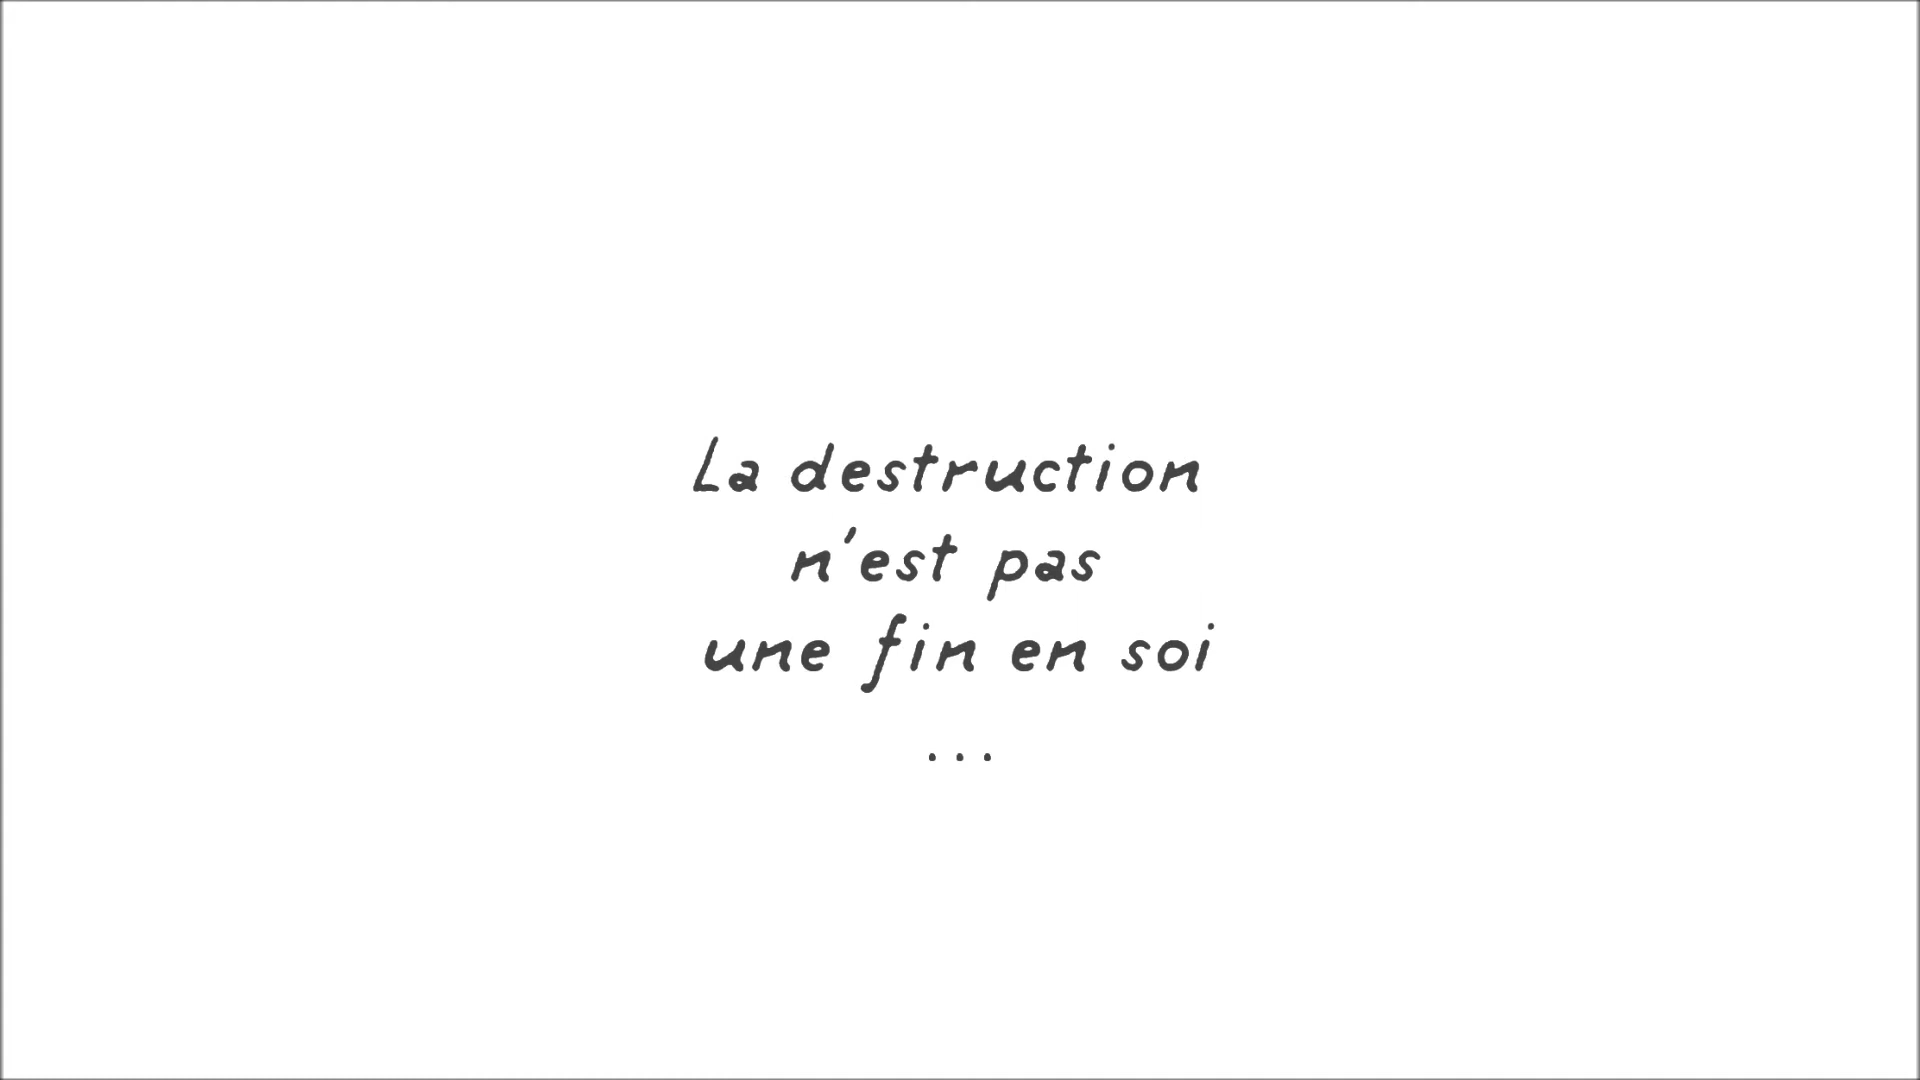 La destruction
n'est pas
une fin en soi
...